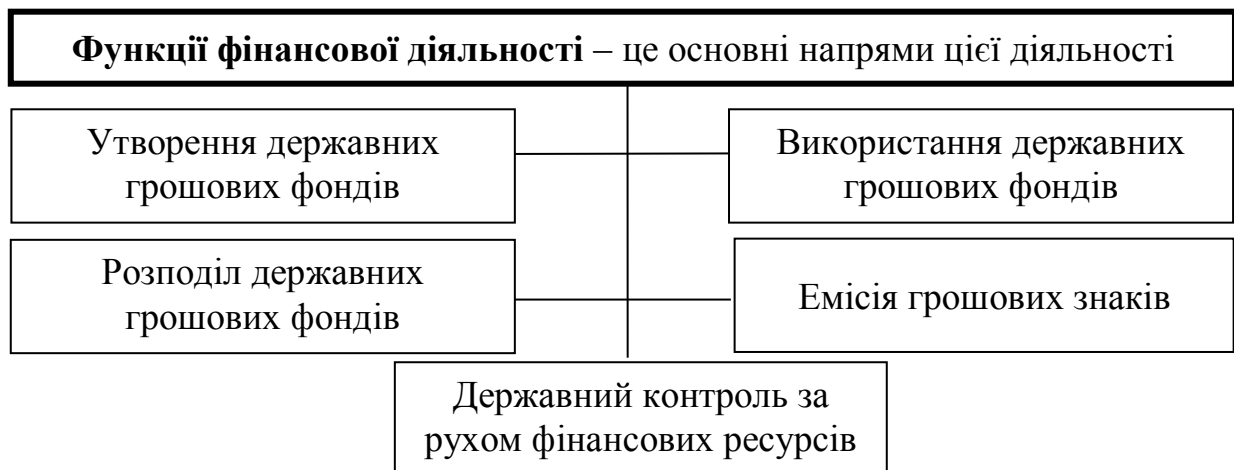 Функції фінансової діяльності – це основні напрями цієї діяльності
Утворення державних
грошових фондів
Використання державних
грошових фондів
Розподіл державних
грошових фондів
Емісія грошових знаків
Державний контроль за
рухом фінансових ресурсів